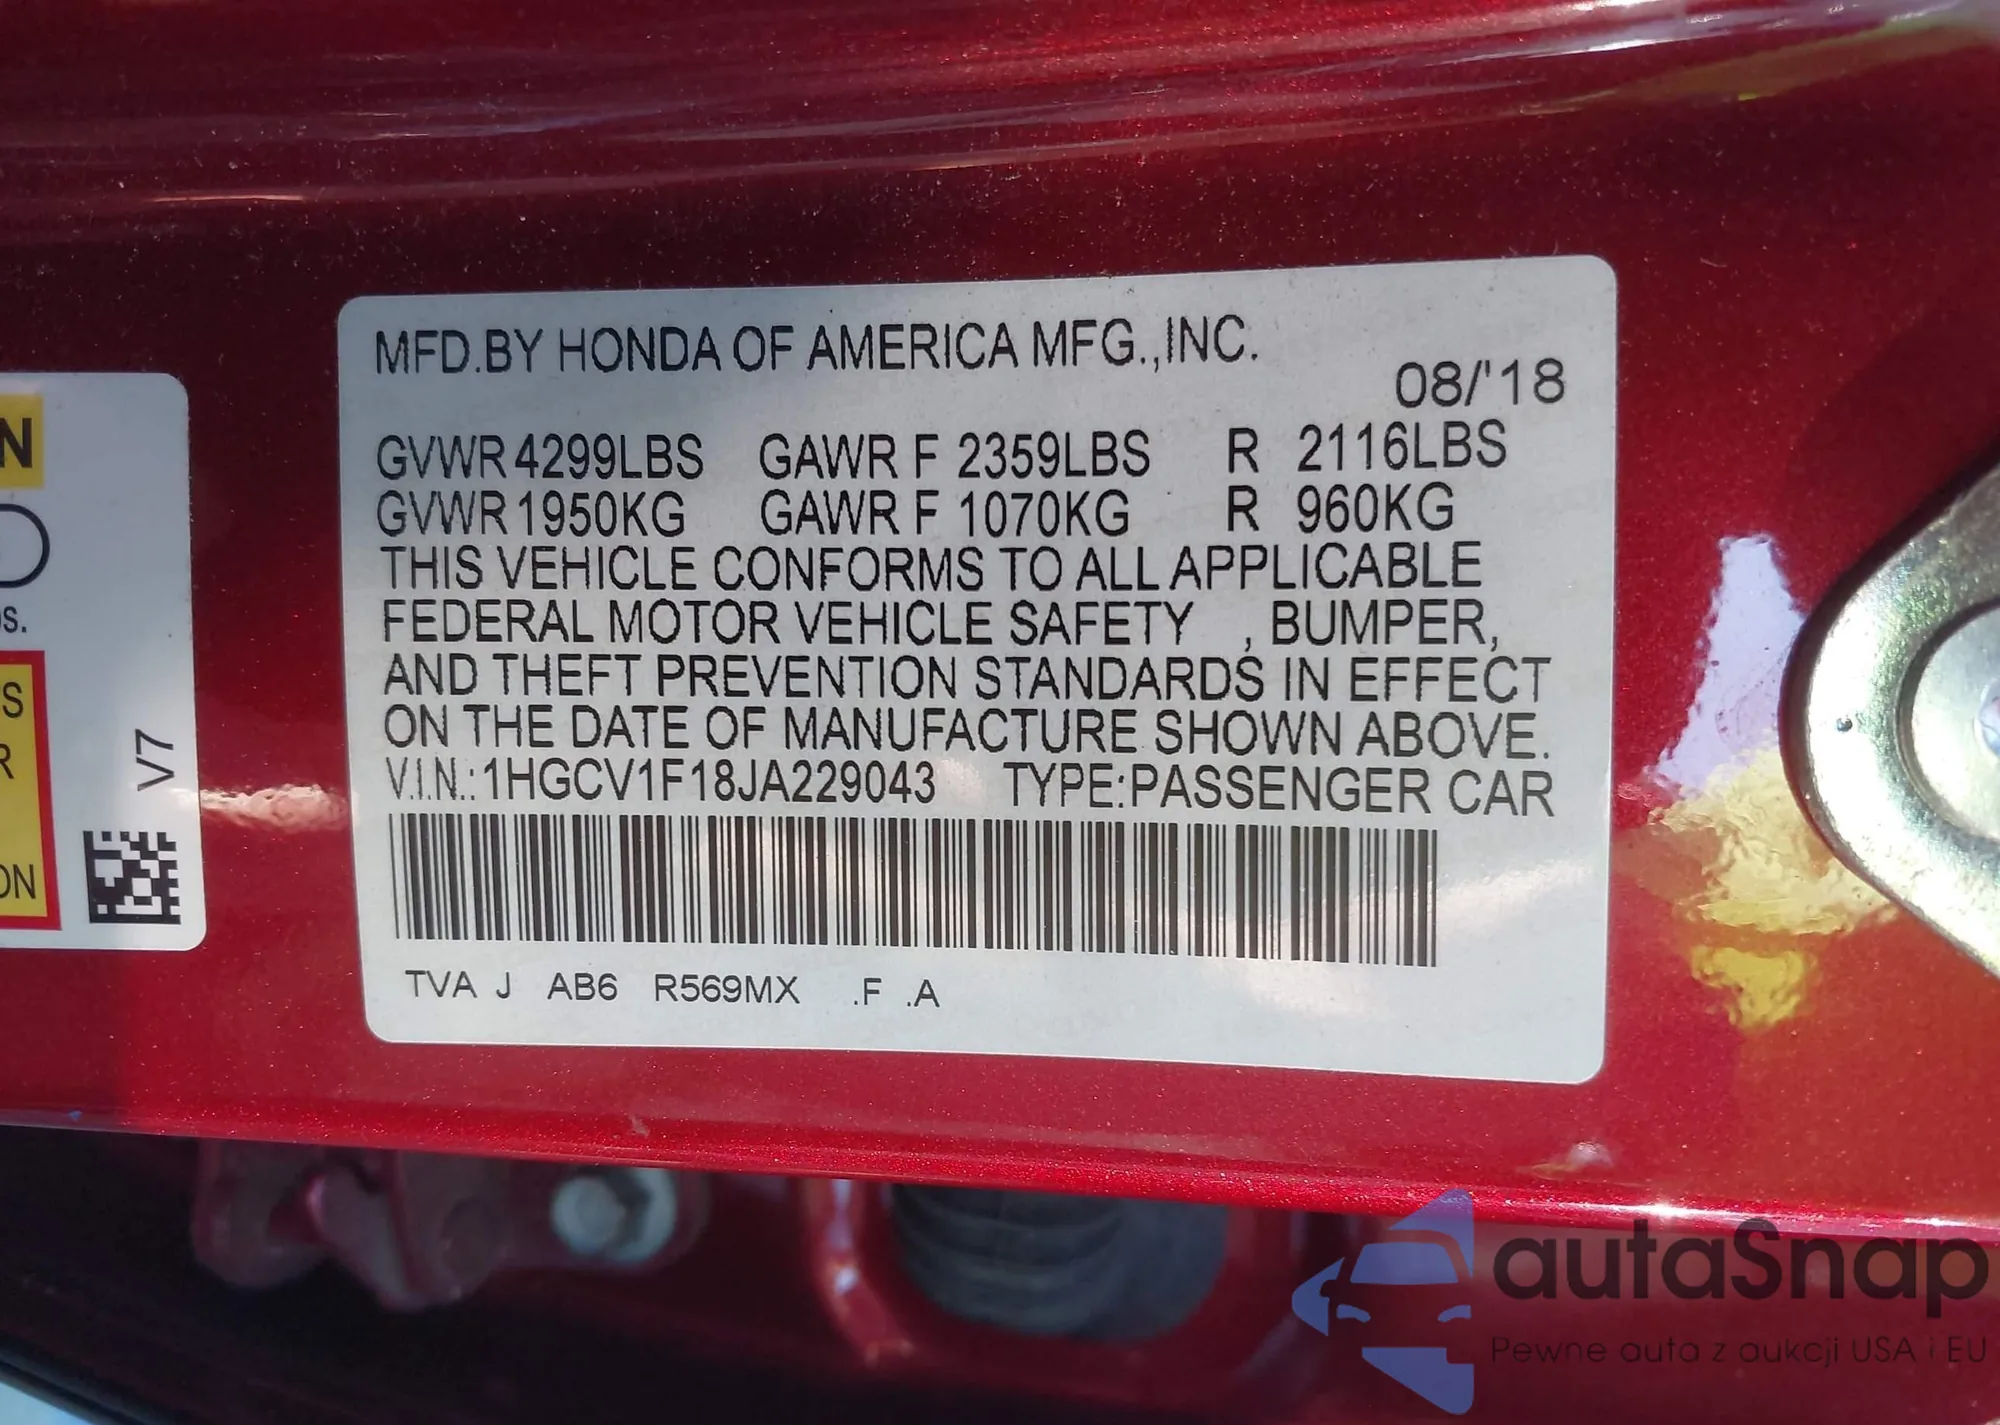 MFD.BY HONDA OF AMERICA MFG.,INC.
08/'18
GVWR 4299LBS GAWR F 2359LBS R 2116LBS
GVWR 1950KG GAWR F 1070KG R 960KG
THIS VEHICLE CONFORMS TO ALL APPLICABLE
FEDERAL MOTOR VEHICLE SAFETY , BUMPER,
AND THEFT PREVENTION STANDARDS IN EFFECT
ON THE DATE OF MANUFACTURE SHOWN ABOVE.
V.I.N.: 1HGCV1F18JA229043 TYPE:PASSENGER CAR
TVA J AB6 R569MX .F .A
V7
autaSnap
Pewne auta z aukcji USA i EU